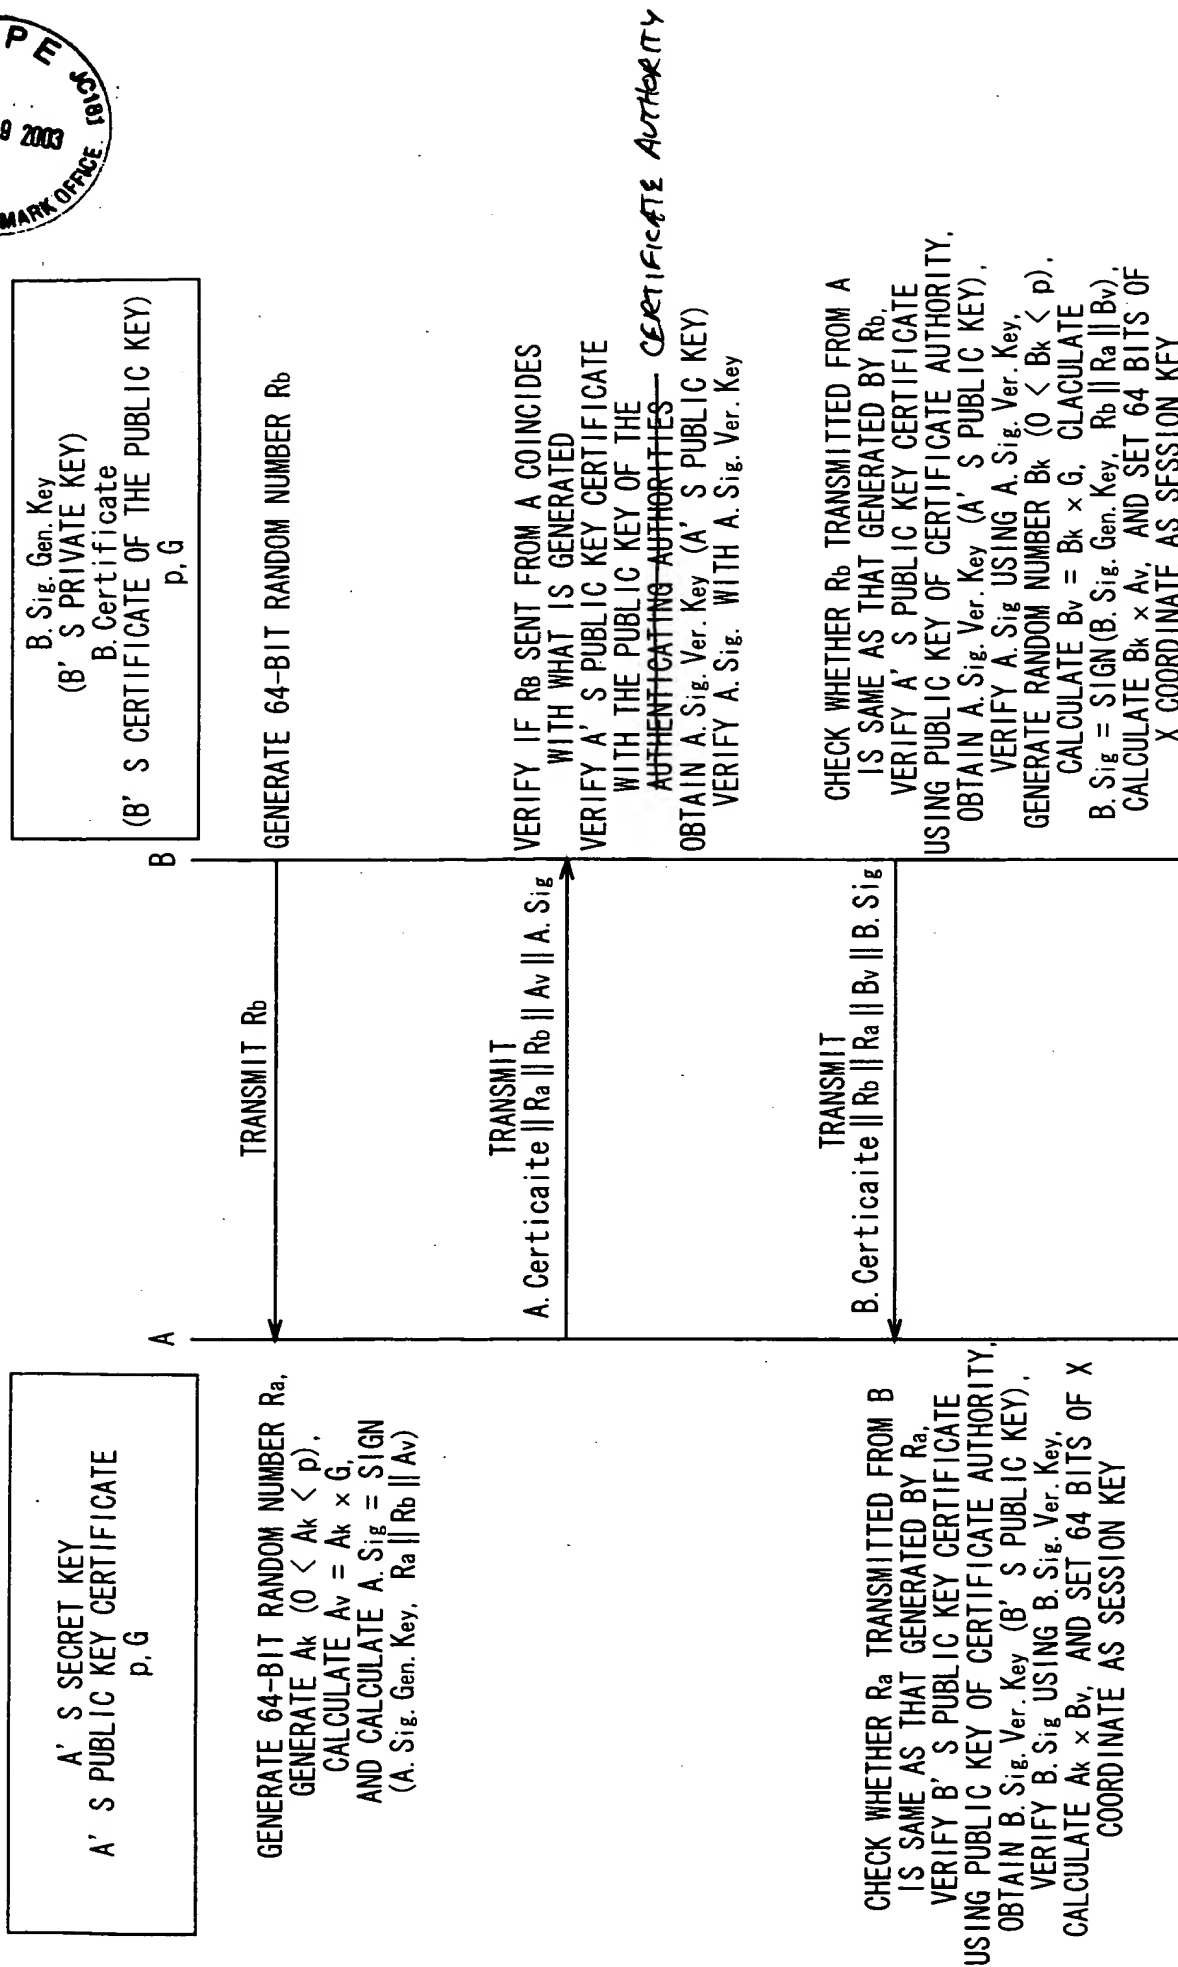 P E JC181
9 2003
MARK OFFICE
A' S SECRET KEY
A' S PUBLIC KEY CERTIFICATE
p, G
B. Sig. Gen. Key
(B' S PRIVATE KEY)
B. Certificate
(B' S CERTIFICATE OF THE PUBLIC KEY)
p, G
A
B
GENERATE 64-BIT RANDOM NUMBER Rb
TRANSMIT Rb
GENERATE 64-BIT RANDOM NUMBER Ra,
GENERATE Ak (0 < Ak < p),
CALCULATE Av = Ak × G,
AND CALCULATE A. Sig = SIGN
(A. Sig. Gen. Key, Ra || Rb || Av)
TRANSMIT
A. Certicaite || Ra || Rb || Av || A. Sig
VERIFY IF RB SENT FROM A COINCIDES
WITH WHAT IS GENERATED
VERIFY A' S PUBLIC KEY CERTIFICATE
WITH THE PUBLIC KEY OF THE
AUTHENTICATING AUTHORITIES — CERTIFICATE AUTHORITY
OBTAIN A. Sig. Ver. Key (A' S PUBLIC KEY)
VERIFY A. Sig. WITH A. Sig. Ver. Key
CHECK WHETHER Rb TRANSMITTED FROM A
IS SAME AS THAT GENERATED BY Rb,
VERIFY A' S PUBLIC KEY CERTIFICATE
USING PUBLIC KEY OF CERTIFICATE AUTHORITY,
OBTAIN A. Sig. Ver. Key (A' S PUBLIC KEY),
VERIFY A. Sig USING A. Sig. Ver. Key,
GENERATE RANDOM NUMBER Bk (0 < Bk < p),
CALCULATE Bv = Bk × G, CLACULATE
B. Sig = SIGN (B. Sig. Gen. Key, Rb || Ra || Bv),
CALCULATE Bk × Av, AND SET 64 BITS OF
X COORDINATE AS SESSION KEY
TRANSMIT
B. Certicaite || Rb || Ra || Bv || B. Sig
CHECK WHETHER Ra TRANSMITTED FROM B
IS SAME AS THAT GENERATED BY Ra,
VERIFY B' S PUBLIC KEY CERTIFICATE
USING PUBLIC KEY OF CERTIFICATE AUTHORITY,
OBTAIN B. Sig. Ver. Key (B' S PUBLIC KEY),
VERIFY B. Sig USING B. Sig. Ver. Key,
CALCULATE Ak × Bv, AND SET 64 BITS OF X
COORDINATE AS SESSION KEY